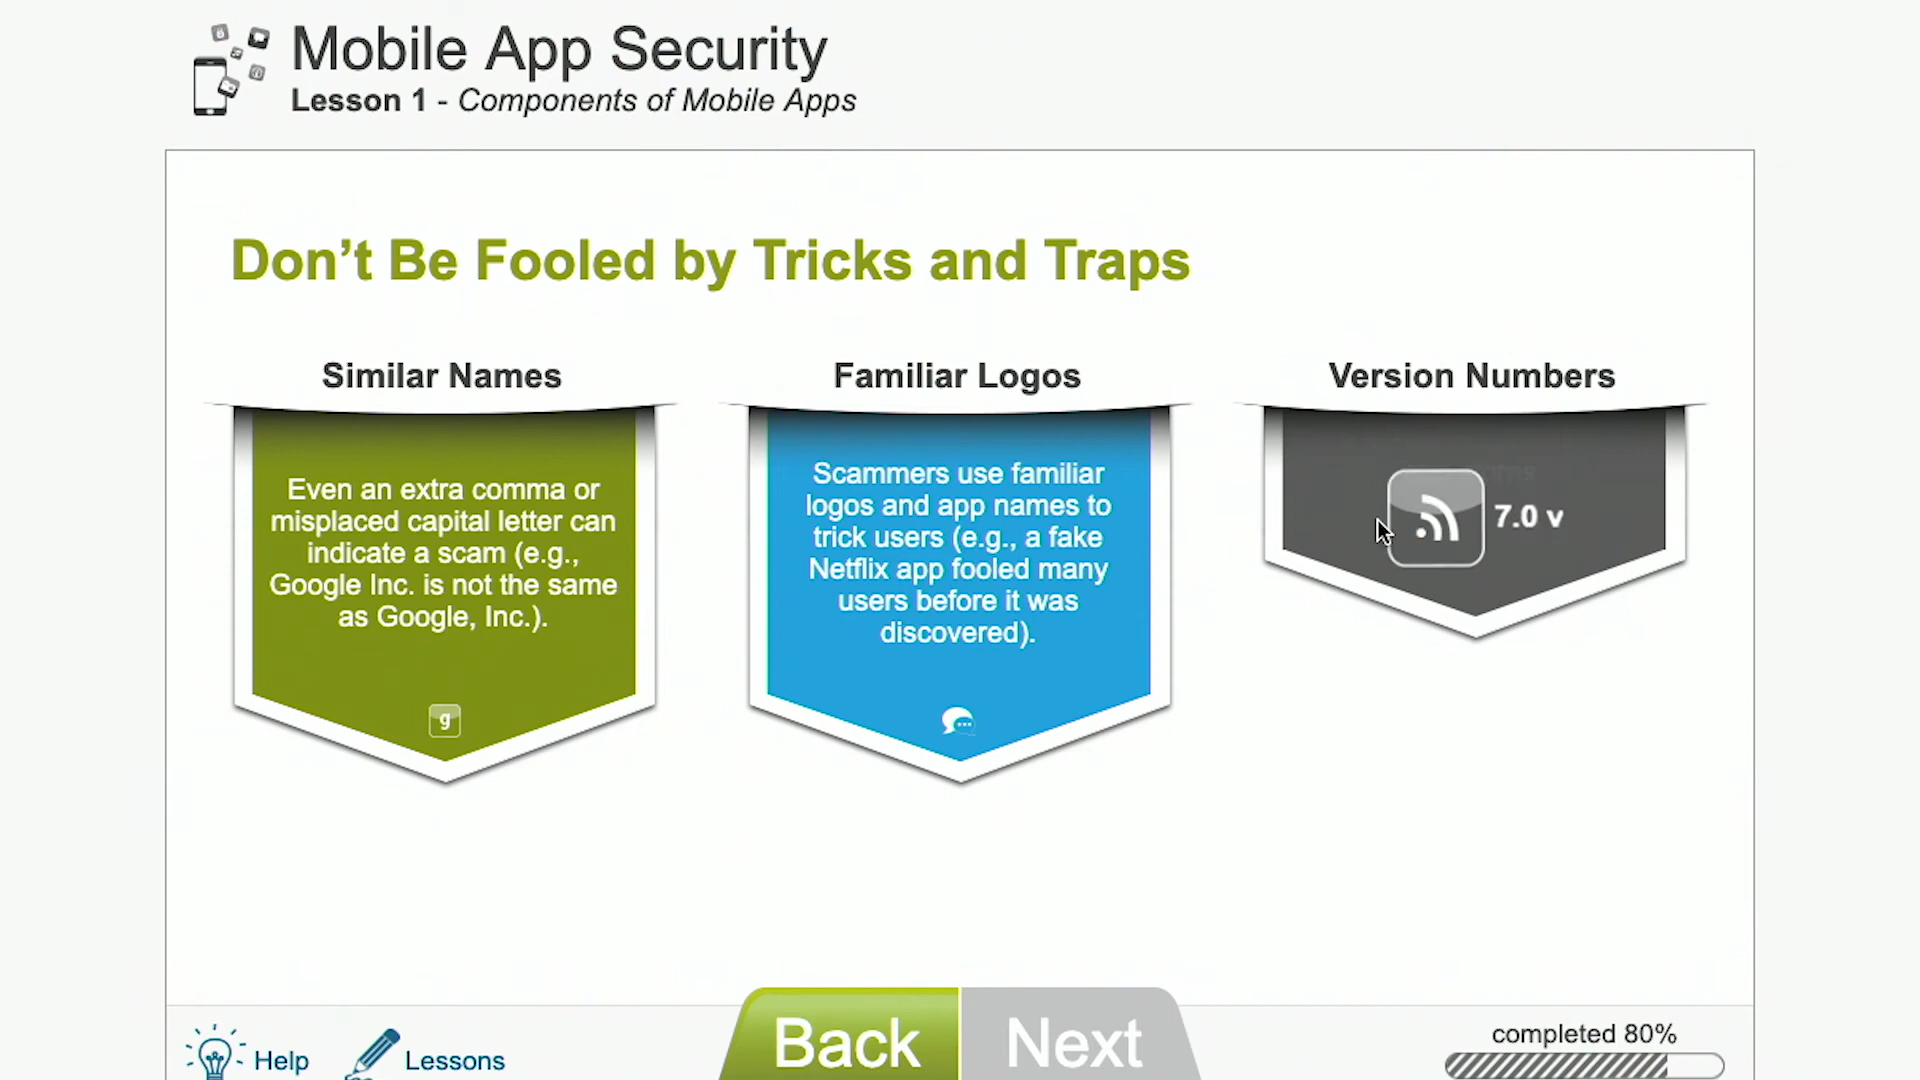 Mobile App Security
Lesson 1 - Components of Mobile Apps
Don’t Be Fooled by Tricks and Traps
Similar Names
Even an extra comma or
misplaced capital letter can
indicate a scam (e.g.,
Google Inc. is not the same
as Google, Inc.).
g
Familiar Logos
Scammers use familiar
logos and app names to
trick users (e.g., a fake
Netflix app fooled many
users before it was
discovered).
Version Numbers
7.0 v
Help
Lessons
Back
Next
completed 80%